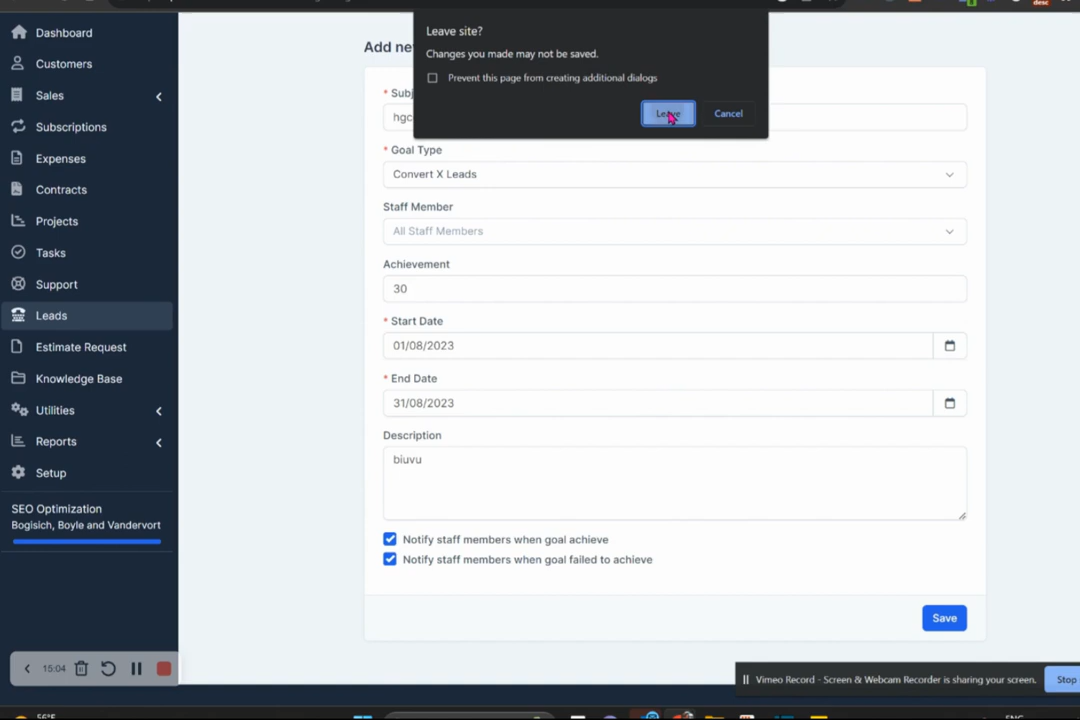 Dashboard
Customers
Sales
Subscriptions
Expenses
Contracts
Projects
Tasks
Support
Leads
Estimate Request
Knowledge Base
Utilities
Reports
Setup
SEO Optimization
Bogisich, Boyle and Vandervort
15:04
Leave site?
Changes you made may not be saved.
Prevent this page from creating additional dialogs
Leave
Cancel
Add ne
* Subj
hgc
* Goal Type
Convert X Leads
Staff Member
All Staff Members
Achievement
30
* Start Date
01/08/2023
* End Date
31/08/2023
Description
biuvu
Notify staff members when goal achieve
Notify staff members when goal failed to achieve
Save
Vimeo Record - Screen & Webcam Recorder is sharing your screen.
Stop
56°F
ENG